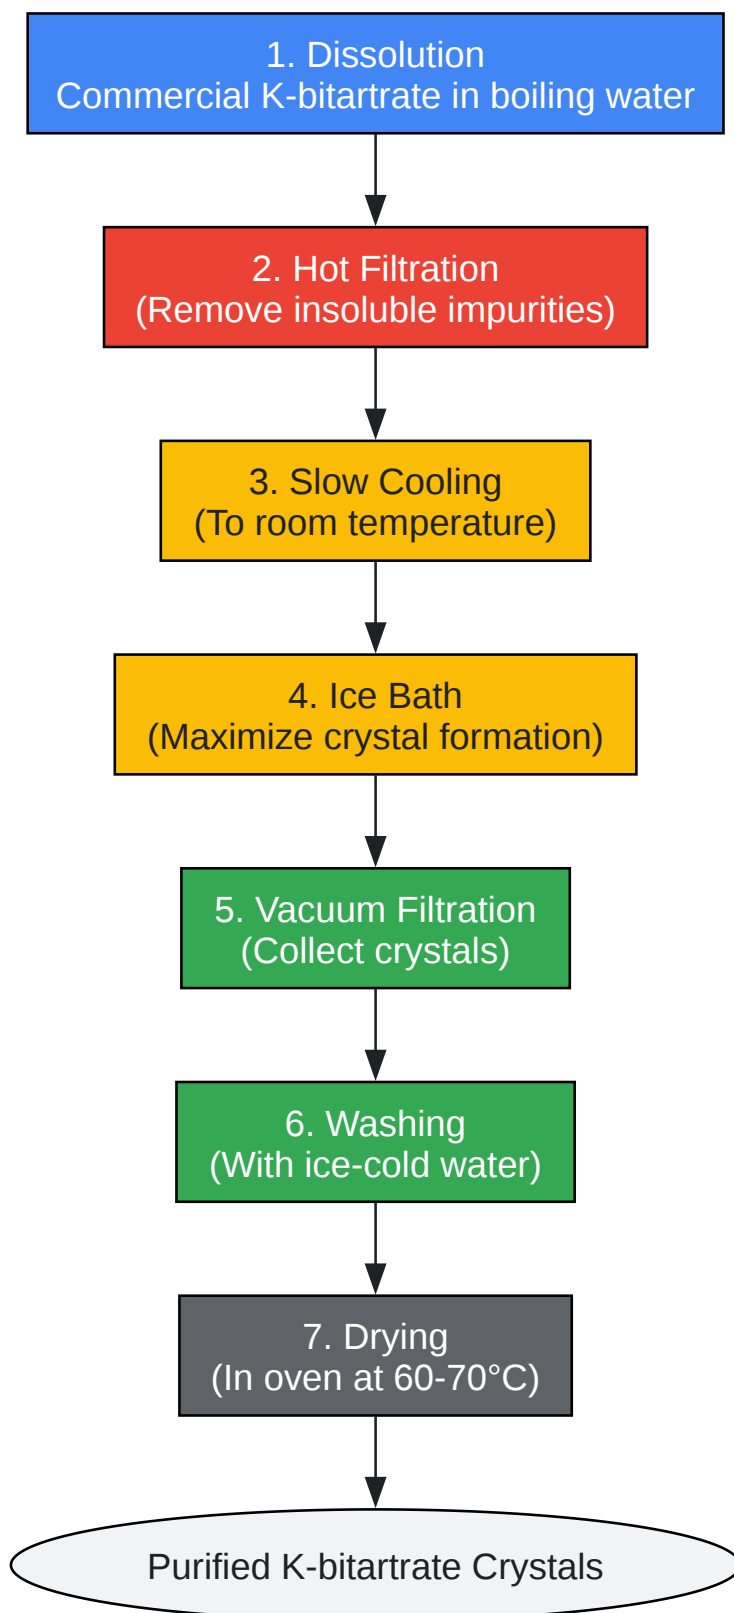 1. Dissolution
Commercial K-bitartrate in boiling water
2. Hot Filtration
(Remove insoluble impurities)
3. Slow Cooling
(To room temperature)
4. Ice Bath
(Maximize crystal formation)
5. Vacuum Filtration
(Collect crystals)
6. Washing
(With ice-cold water)
7. Drying
(In oven at 60-70°C)
Purified K-bitartrate Crystals